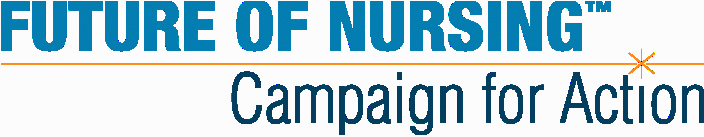 FUTURE OF NURSING™
Campaign for Action